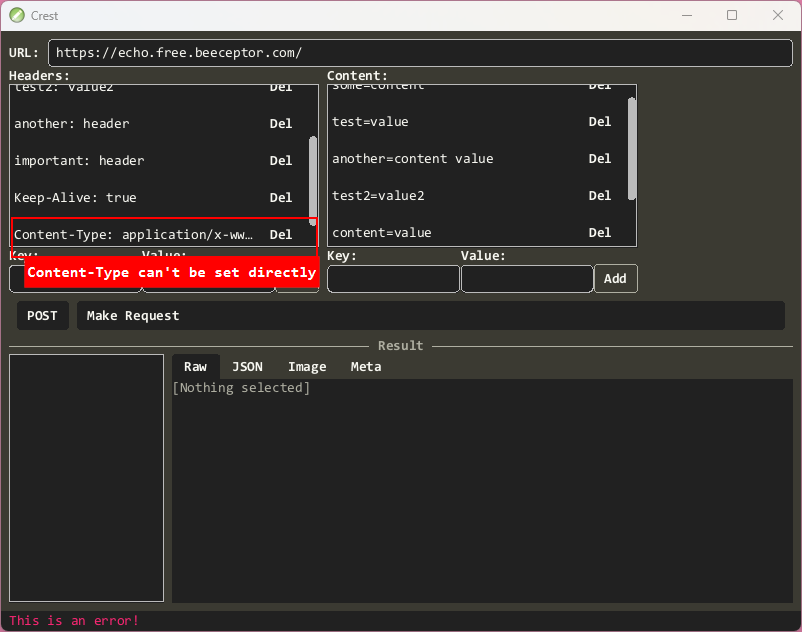 Crest
URL: https://echo.free.beeceptor.com/
Headers: Content:
test2: value2 Del some=content Del
another: header Del test=value Del
important: header Del another=content value Del
Keep-Alive: true Del test2=value2 Del
Content-Type: application/x-ww… Del content=value Del
Key: Value: Key: Value:
Content-Type can't be set directly Add
POST Make Request
Result
Raw JSON Image Meta
[Nothing selected]
This is an error!